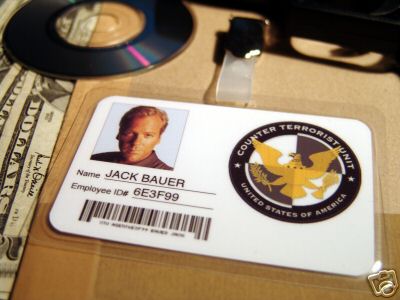 COUNTER TERRORIST UNIT
UNITED STATES OF AMERICA
Name JACK BAUER
Employee ID# 6E3F99